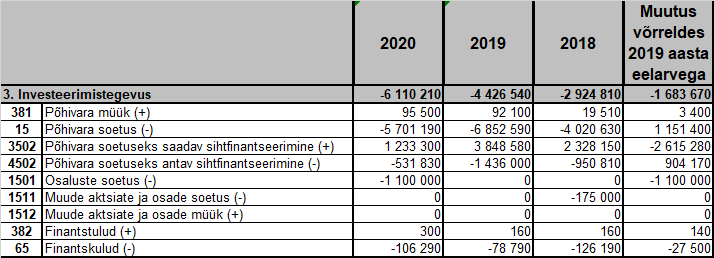 2020 2019 2018 Muutus võrreldes 2019 aasta eelarvega
3. Investeerimistegevus -6 110 210 -4 426 540 -2 924 810 -1 683 670
381 Põhivara müük (+) 95 500 92 100 19 510 3 400
15 Põhivara soetus (-) -5 701 190 -6 852 590 -4 020 630 1 151 400
3502 Põhivara soetuseks saadav sihtfinantseerimine (+) 1 233 300 3 848 580 2 328 150 -2 615 280
4502 Põhivara soetuseks antav sihtfinantseerimine (-) -531 830 -1 436 000 -950 810 904 170
1501 Osaluste soetus (-) -1 100 000 0 0 -1 100 000
1511 Muude aktsiate ja osade soetus (-) 0 0 -175 000 0
1512 Muude aktsiate ja osade müük (+) 0 0 0 0
382 Finantstulud (+) 300 160 160 140
65 Finantskulud (-) -106 290 -78 790 -126 190 -27 500